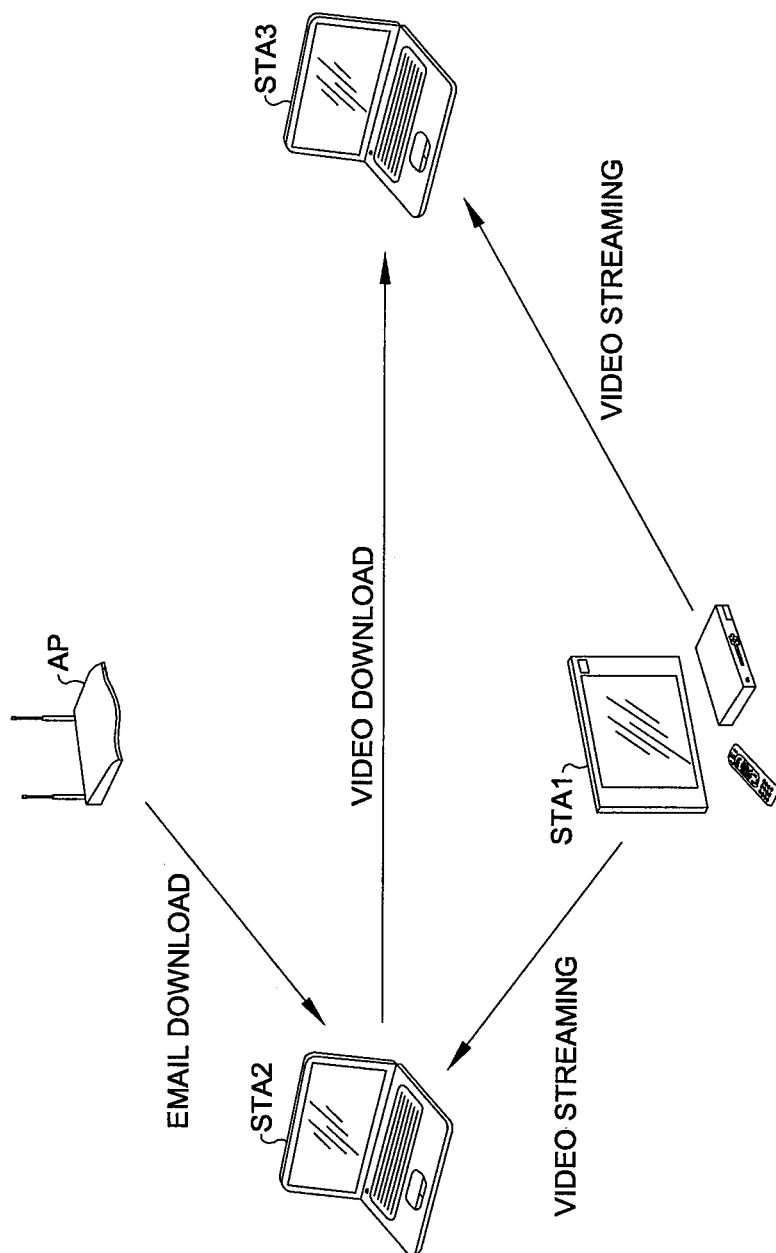 AP
EMAIL DOWNLOAD
STA2
STA3
VIDEO DOWNLOAD
STA1
VIDEO STREAMING
VIDEO STREAMING